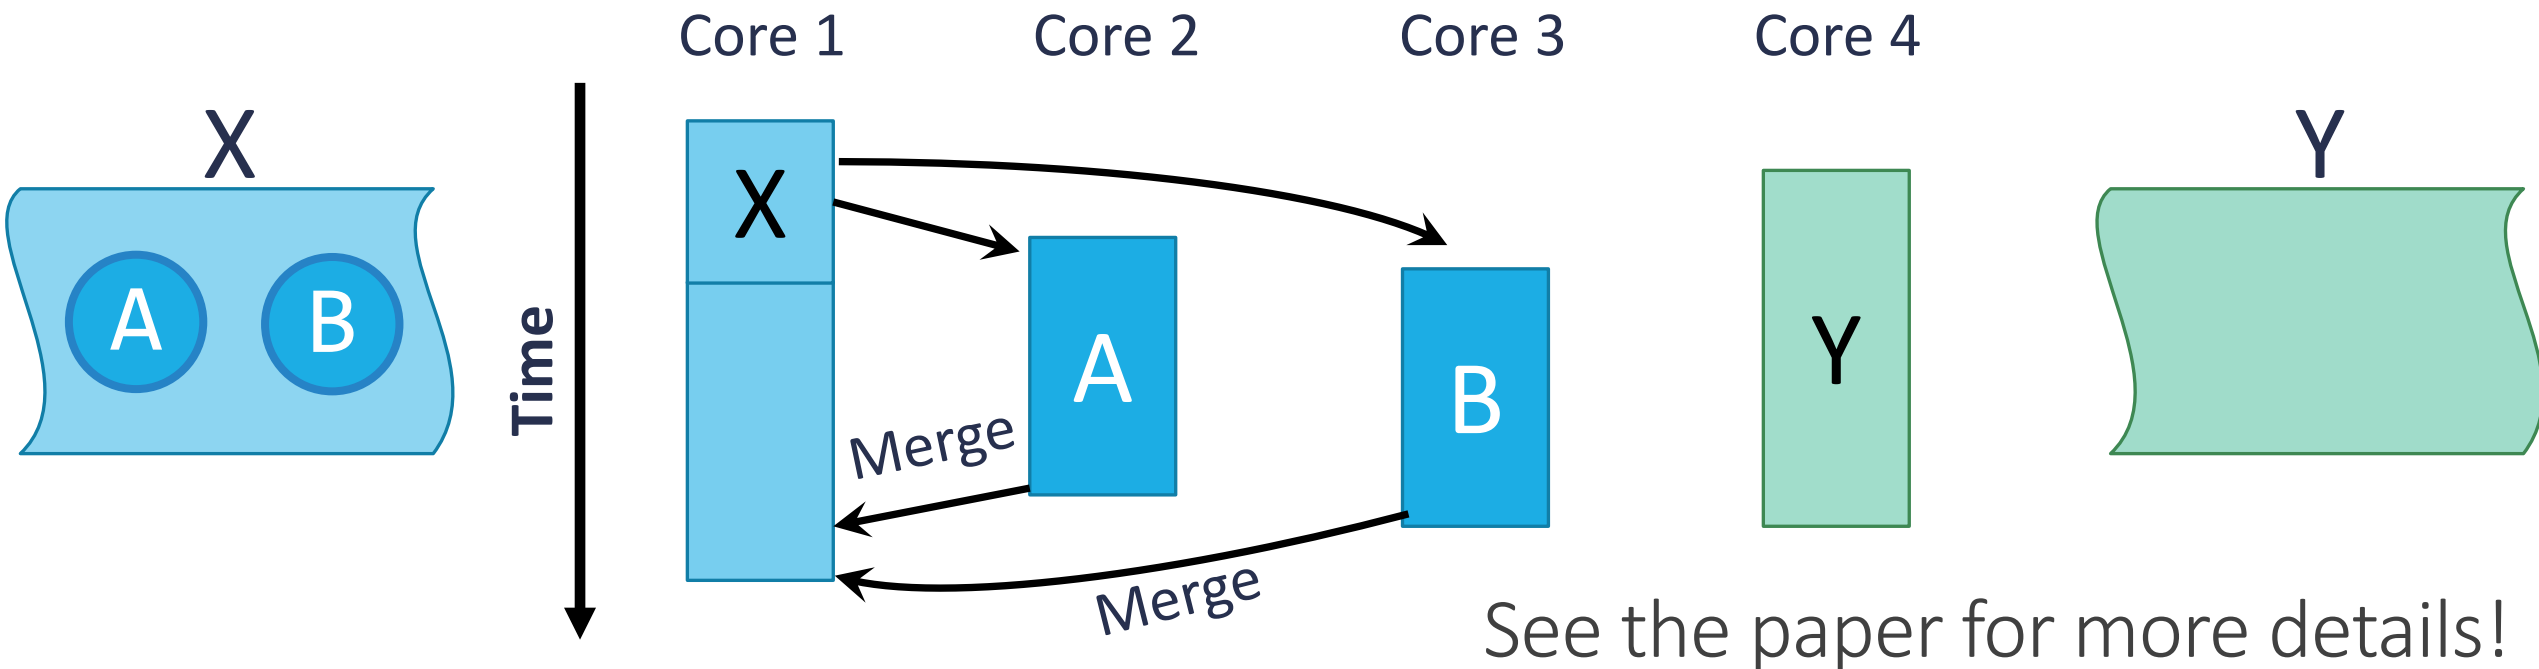 Core 1
Core 2
Core 3
Core 4
X
Y
X
A
B
Time
A
B
Y
Merge
Merge
See the paper for more details!